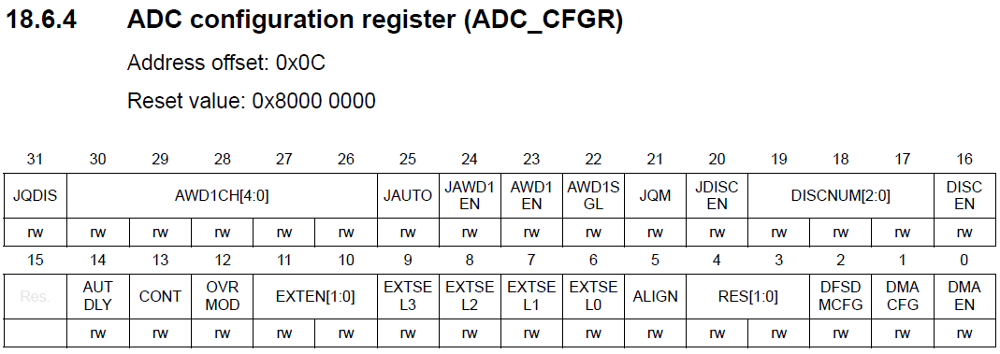 18.6.4 ADC configuration register (ADC_CFGR)
Address offset: 0x0C
Reset value: 0x8000 0000
31 30 29 28 27 26 25 24 23 22 21 20 19 18 17 16
JQDIS AWD1CH[4:0] JAUTO JAWD1 EN AWD1 EN AWD1S GL JQM JDISC EN DISCNUM[2:0] DISC EN
rw rw rw rw rw rw rw rw rw rw rw rw rw rw rw rw
15 14 13 12 11 10 9 8 7 6 5 4 3 2 1 0
Res. AUT DLY CONT OVR MOD EXTEN[1:0] EXTSE L3 EXTSE L2 EXTSE L1 EXTSE L0 ALIGN RES[1:0] DFSD MCFG DMA CFG DMA EN
rw rw rw rw rw rw rw rw rw rw rw rw rw rw rw